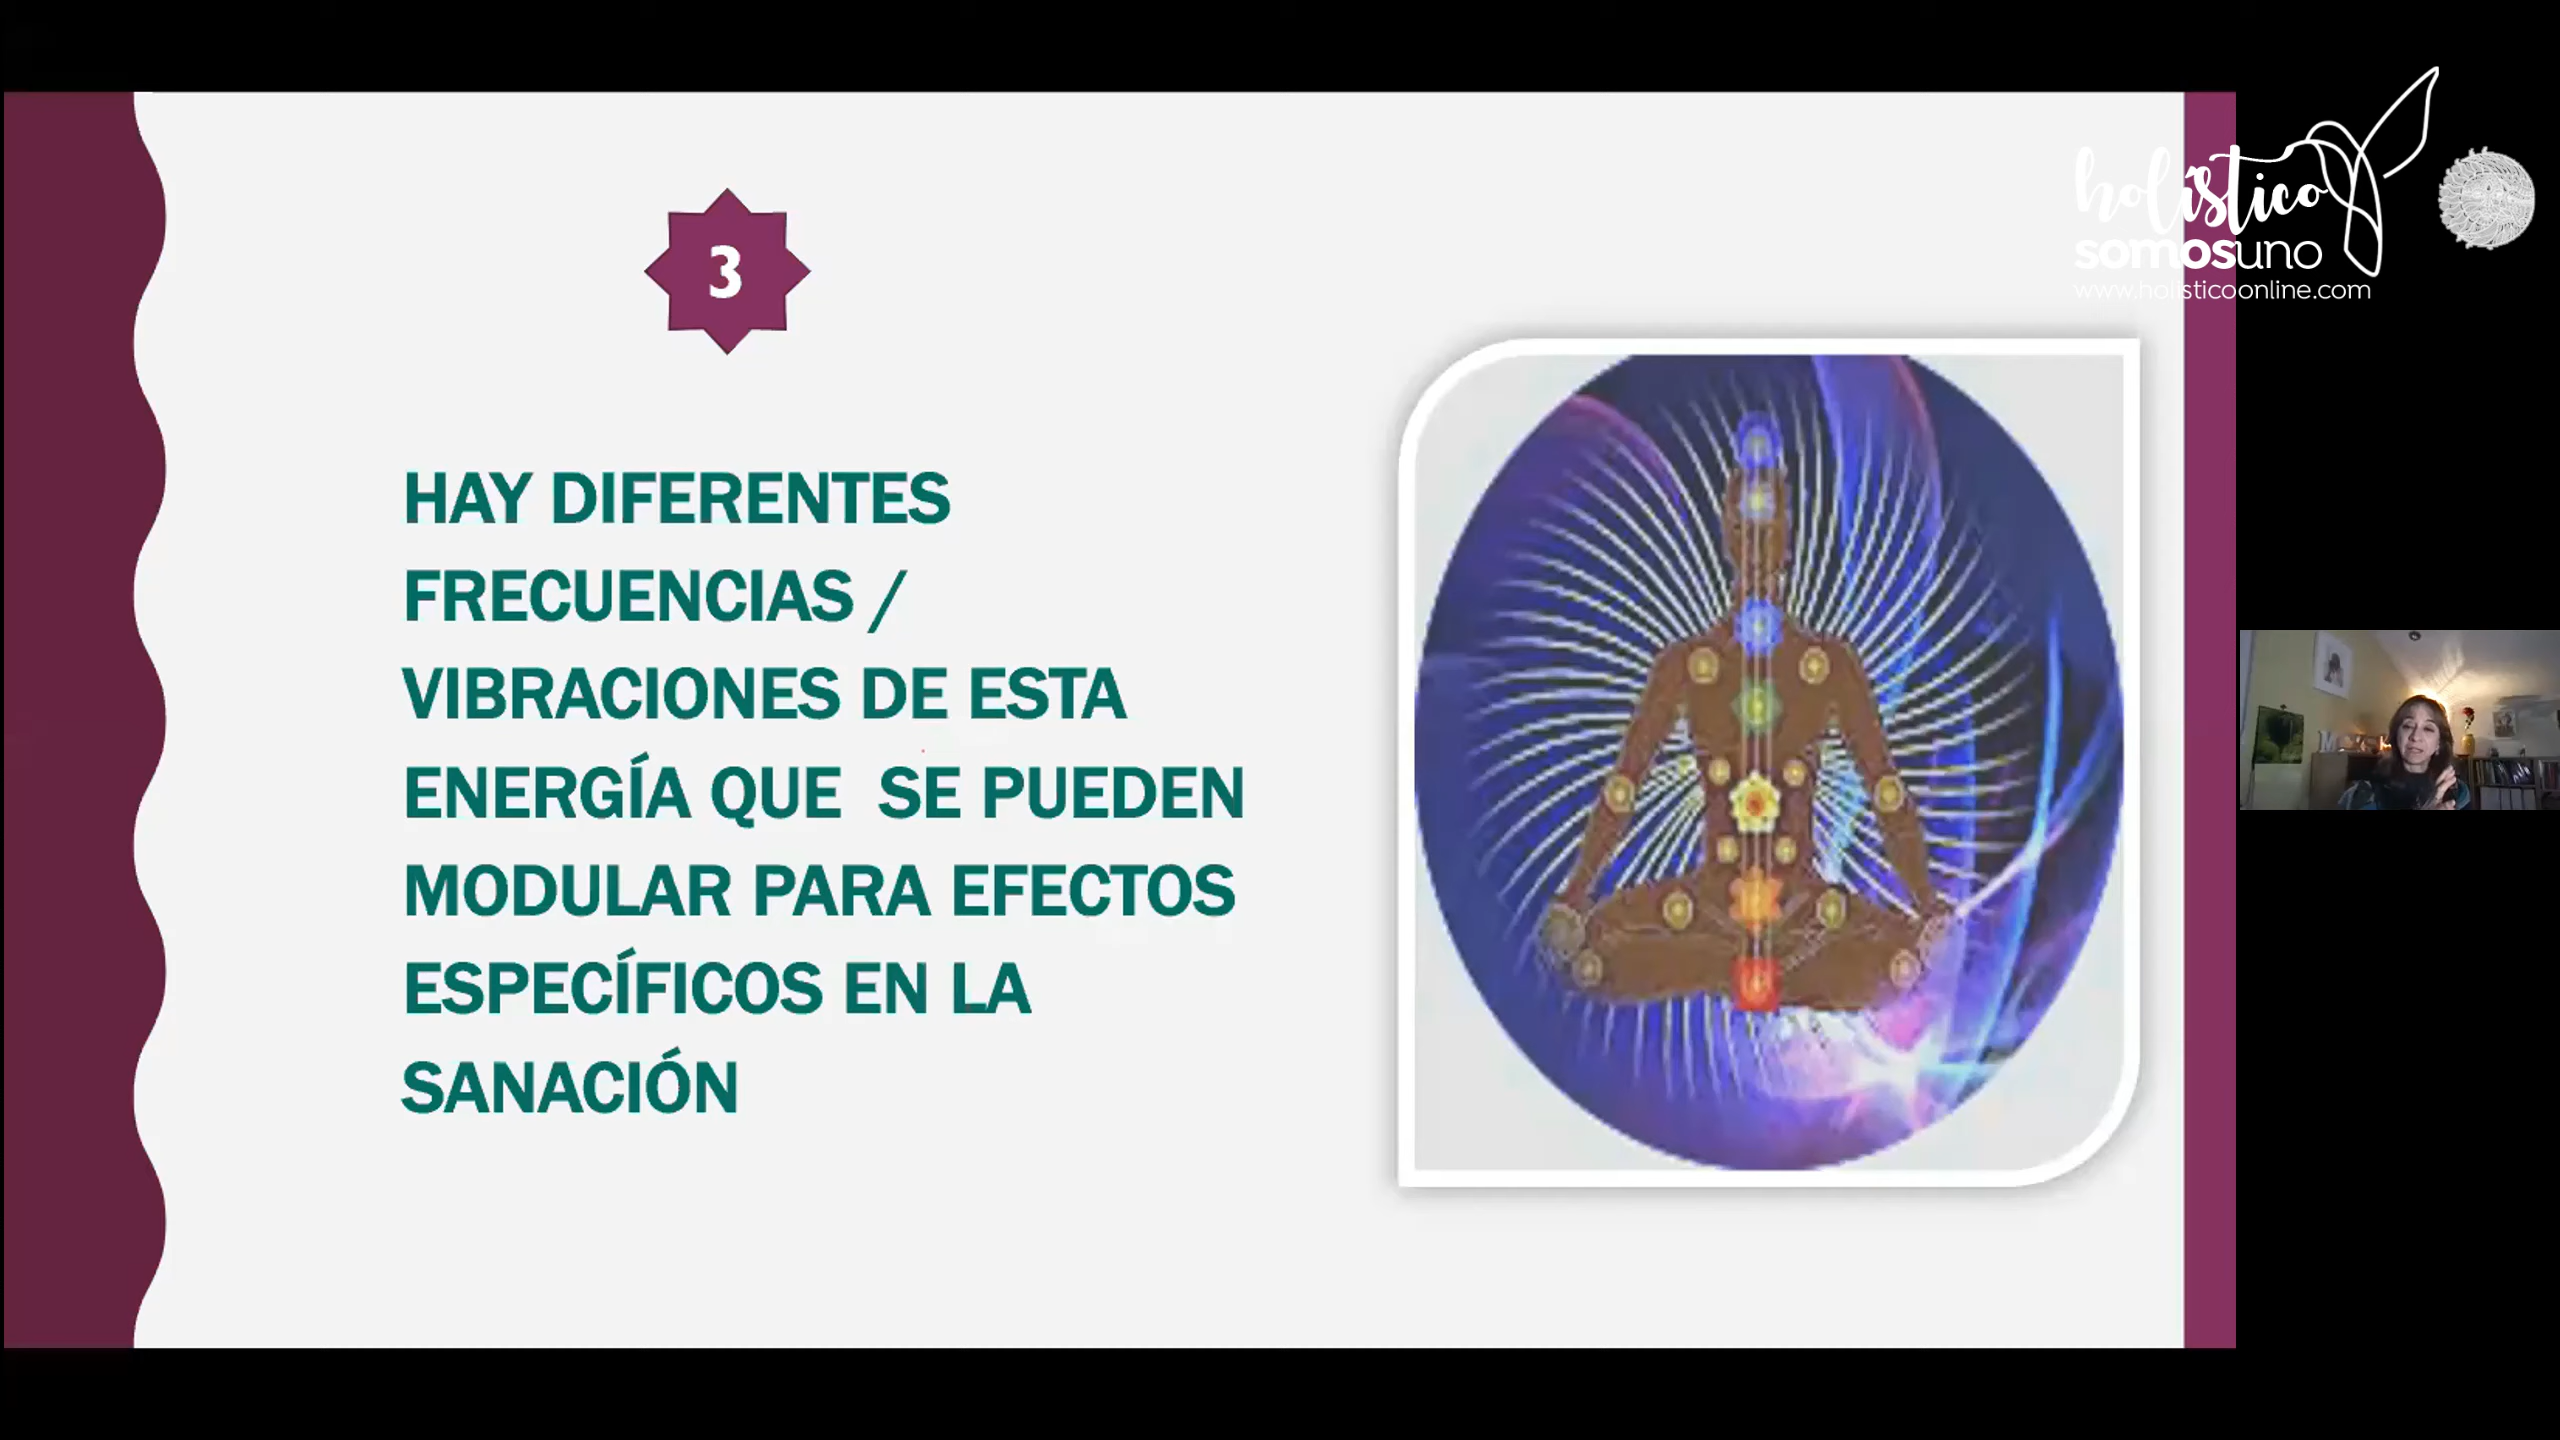 3
HAY DIFERENTES
FRECUENCIAS /
VIBRACIONES DE ESTA
ENERGÍA QUE  SE PUEDEN
MODULAR PARA EFECTOS
ESPECÍFICOS EN LA
SANACIÓN
holístico
somosuno
www.holisticoonline.com